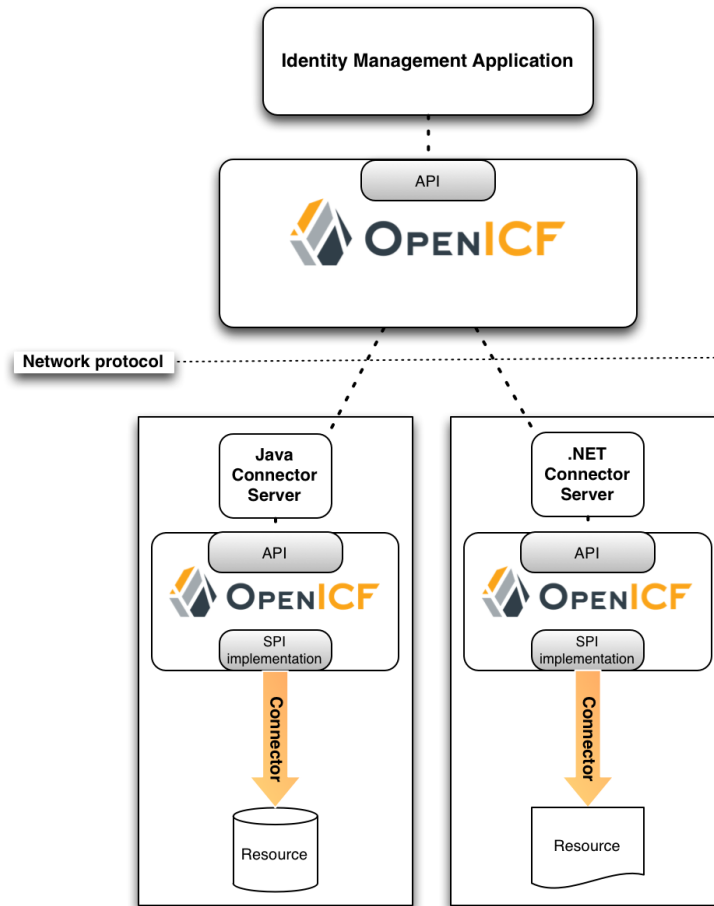 Identity Management Application
API
OPENICF
Network protocol
Java
Connector
Server
API
OPENICF
SPI
implementation
Connector
Resource
.NET
Connector
Server
API
OPENICF
SPI
implementation
Connector
Resource